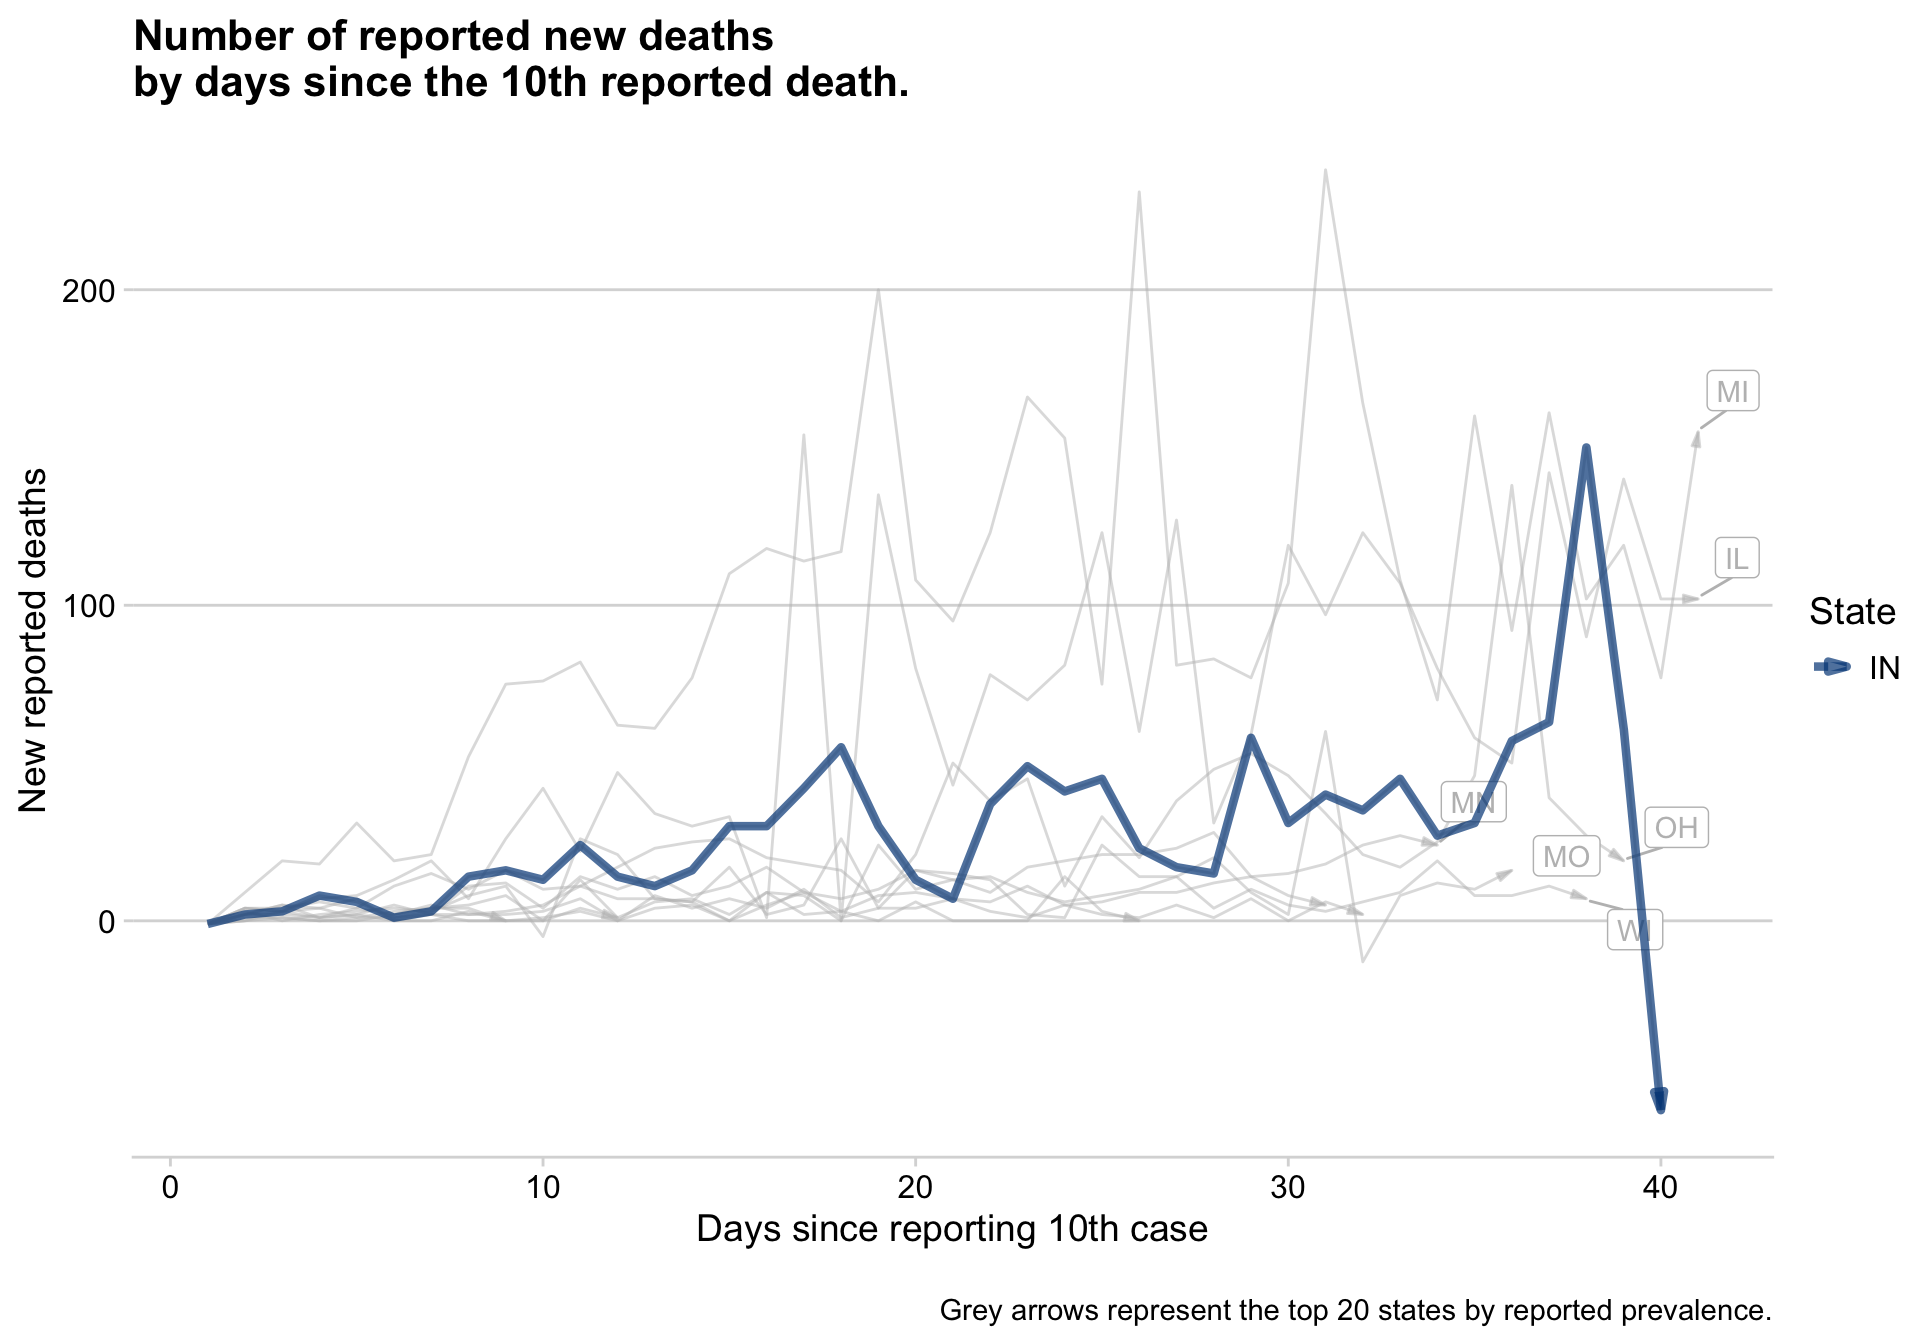 Number of reported new deaths
by days since the 10th reported death.
New reported deaths
200
100
0
MI
IL
MN
OH
MO
WI
State
IN
0 10 20 30 40
Days since reporting 10th case
Grey arrows represent the top 20 states by reported prevalence.